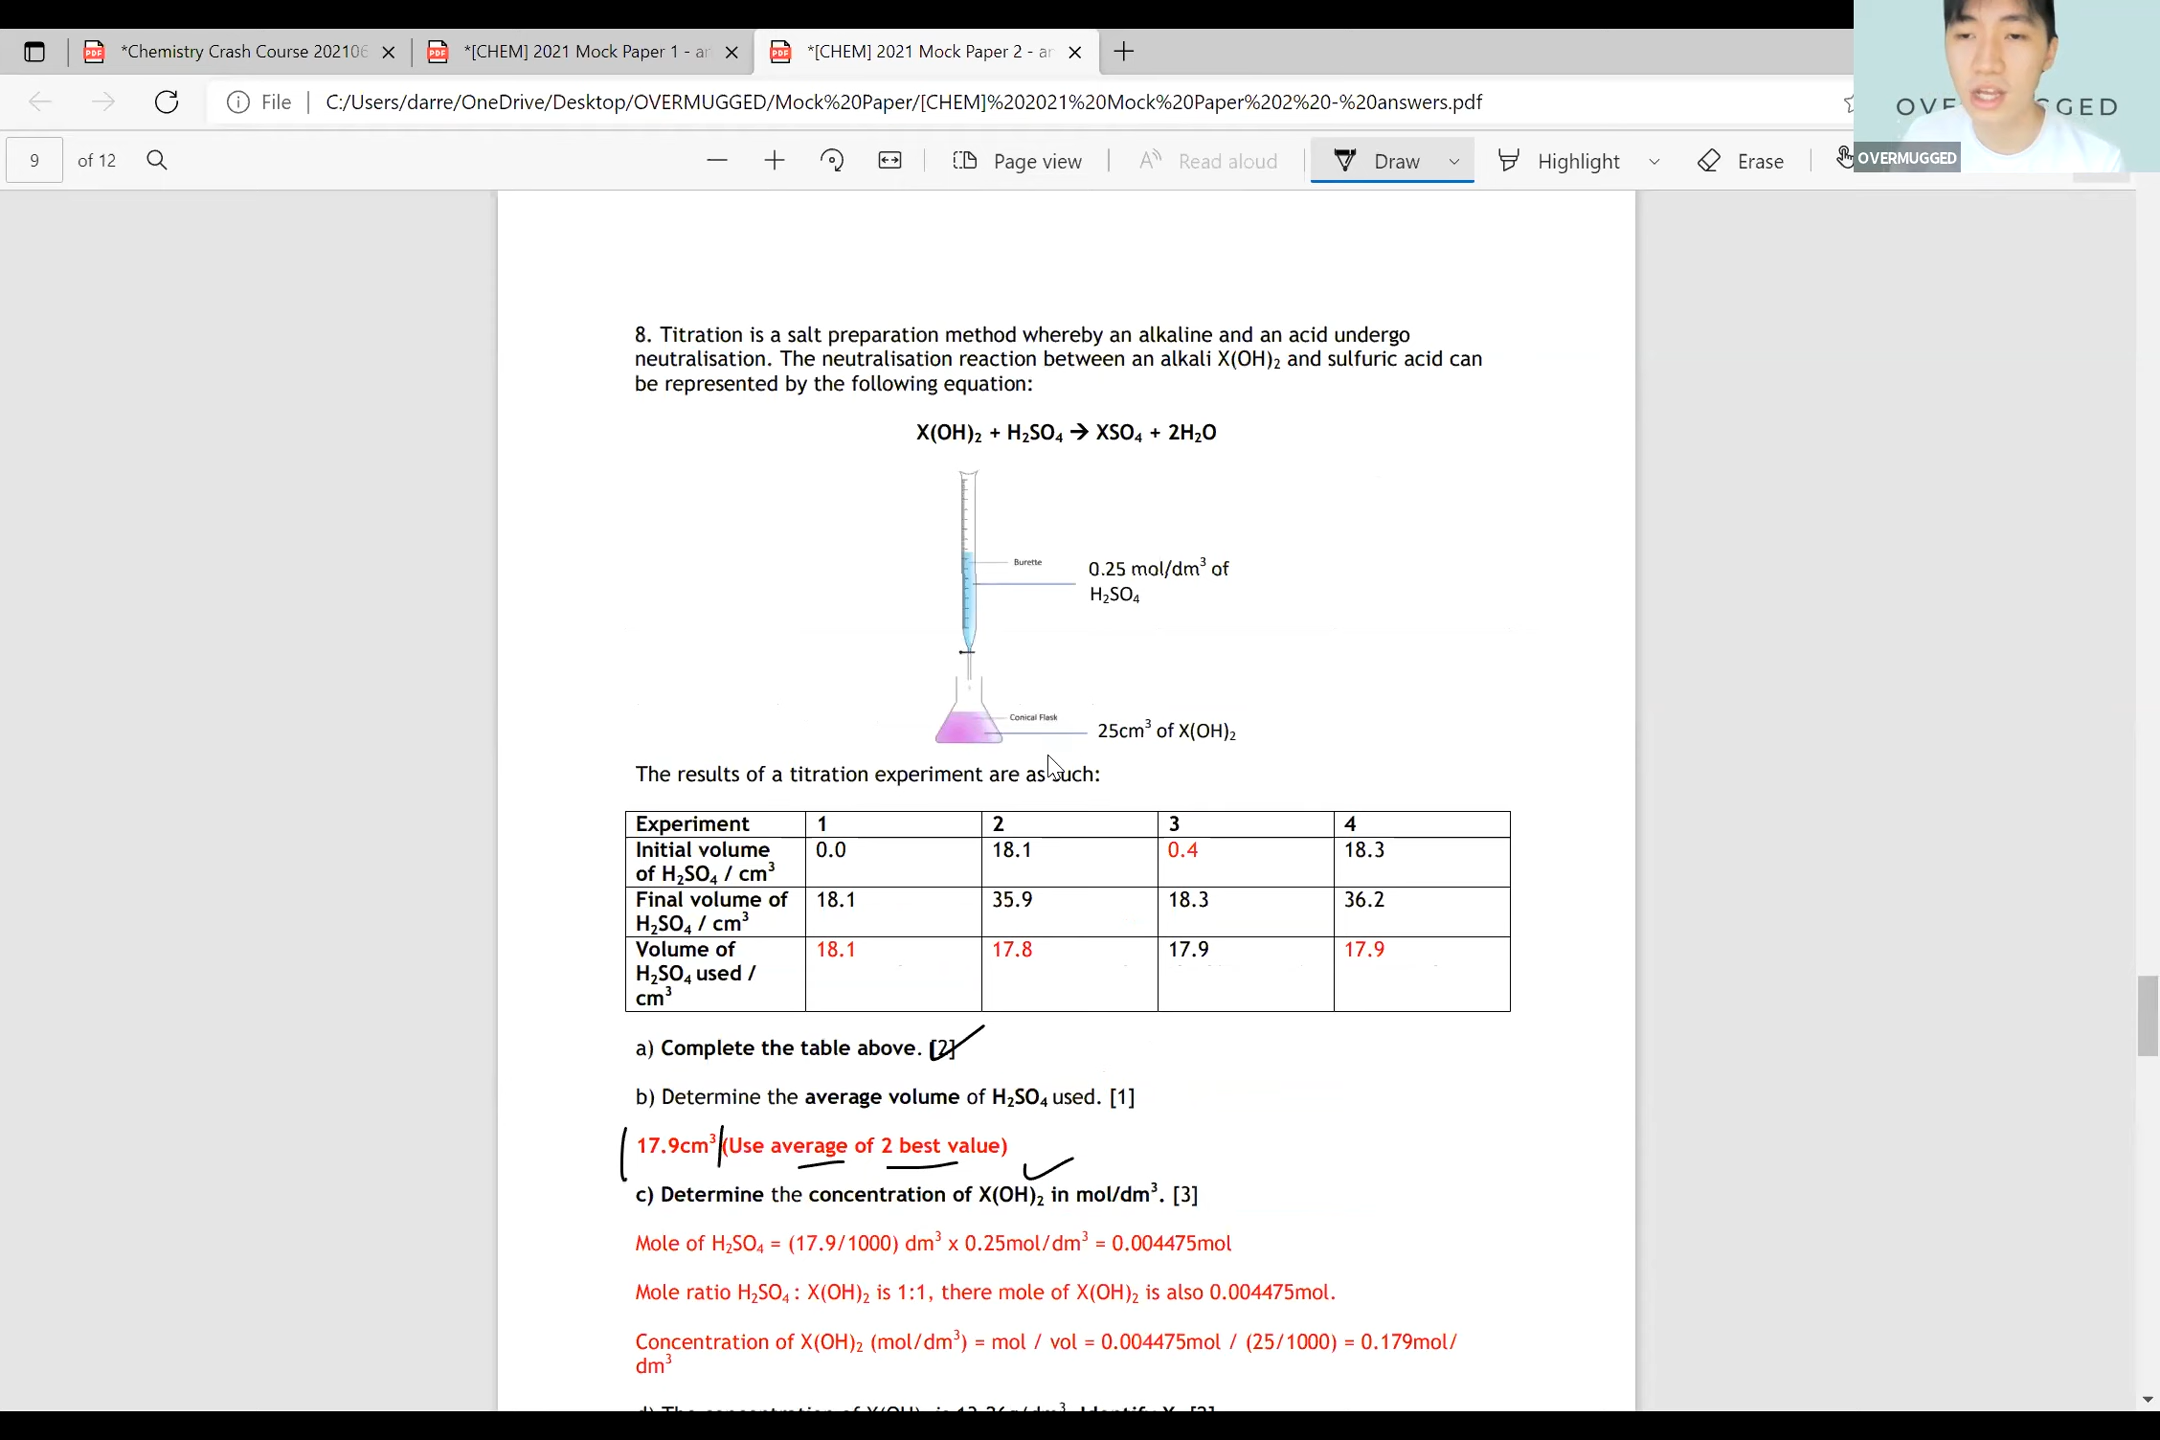 *Chemistry Crash Course 202106
*[CHEM] 2021 Mock Paper 1 - ar
*[CHEM] 2021 Mock Paper 2 - ar
File
C:/Users/darre/OneDrive/Desktop/OVERMUGGED/Mock%20Paper/[CHEM]%202021%20Mock%20Paper%202%20-%20answers.pdf
OVE GGED
OVERMUGGED
9 of 12
Page view
Read aloud
Draw
Highlight
Erase
8. Titration is a salt preparation method whereby an alkaline and an acid undergo
neutralisation. The neutralisation reaction between an alkali X(OH)₂ and sulfuric acid can
be represented by the following equation:
X(OH)₂ + H₂SO₄ → XSO₄ + 2H₂O
Burette
0.25 mol/dm³ of
H₂SO₄
Conical Flask
25cm³ of X(OH)₂
The results of a titration experiment are as such:
Experiment 1 2 3 4
Initial volume 0.0 18.1 0.4 18.3
of H₂SO₄ / cm³
Final volume of 18.1 35.9 18.3 36.2
H₂SO₄ / cm³
Volume of 18.1 17.8 17.9 17.9
H₂SO₄ used /
cm³
a) Complete the table above. [2]
b) Determine the average volume of H₂SO₄ used. [1]
17.9cm³ (Use average of 2 best value)
c) Determine the concentration of X(OH)₂ in mol/dm³. [3]
Mole of H₂SO₄ = (17.9/1000) dm³ x 0.25mol/dm³ = 0.004475mol
Mole ratio H₂SO₄ : X(OH)₂ is 1:1, there mole of X(OH)₂ is also 0.004475mol.
Concentration of X(OH)₂ (mol/dm³) = mol / vol = 0.004475mol / (25/1000) = 0.179mol/
dm³